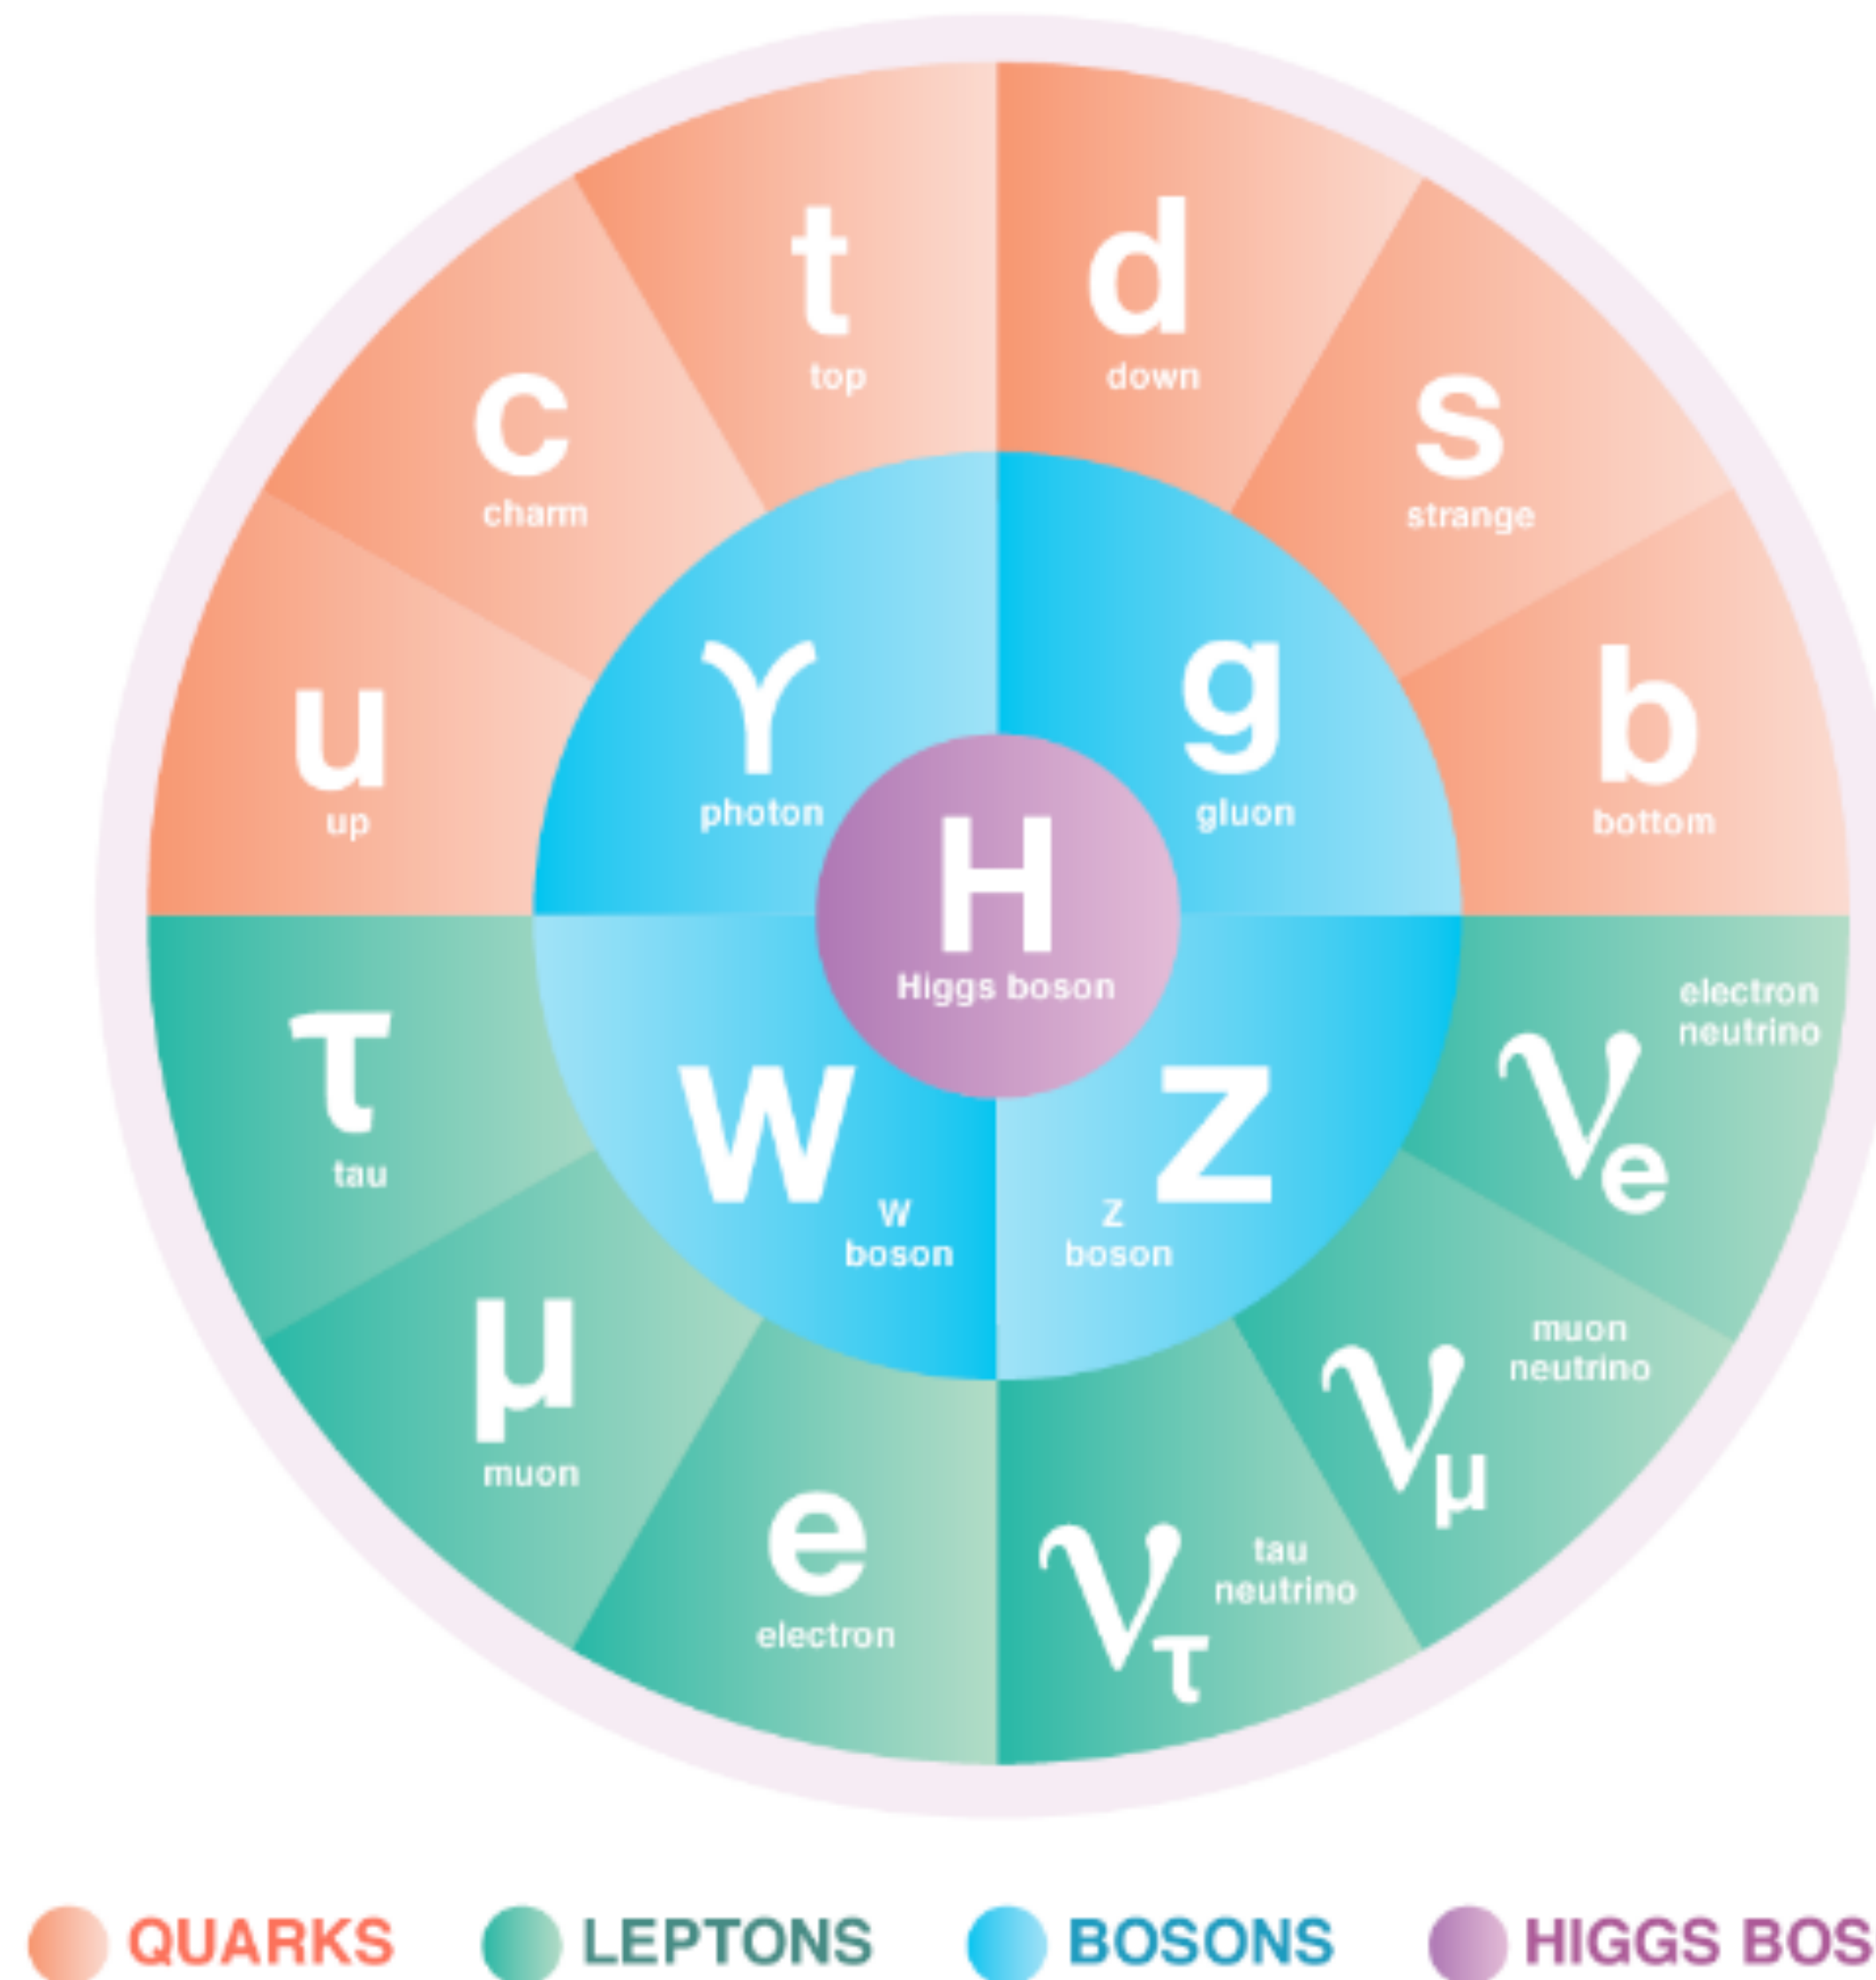 t
top
d
down
c
charm
s
strange
u
up
γ
photon
g
gluon
b
bottom
H
Higgs boson
τ
tau
W
W
boson
Z
Z
boson
electron
neutrino
νe
μ
muon
muon
neutrino
νμ
e
electron
tau
neutrino
ντ
QUARKS
LEPTONS
BOSONS
HIGGS BOS